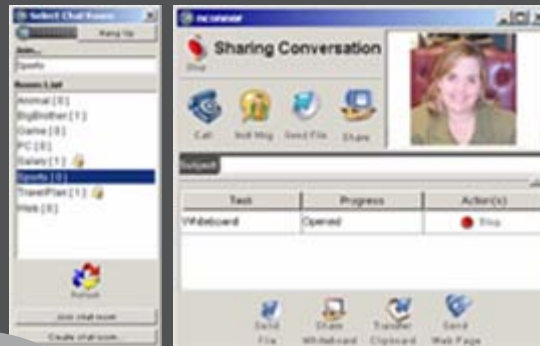 Select Chat Room
Hang Up
Join...
Sports
Room List
Animal [0]
BigBrother [1]
Game [0]
PC [0]
Salary [1]
Sports [0]
TravelPlan [1]
Web [0]
Refresh
Join chat room
Create chat room...
nconnor
Stop
Sharing Conversation
Call
Inst Msg
Send File
Share
Subject
Task Progress Action(s)
Whiteboard Opened Stop
Send File
Share Whiteboard
Transfer Clipboard
Send Web Page